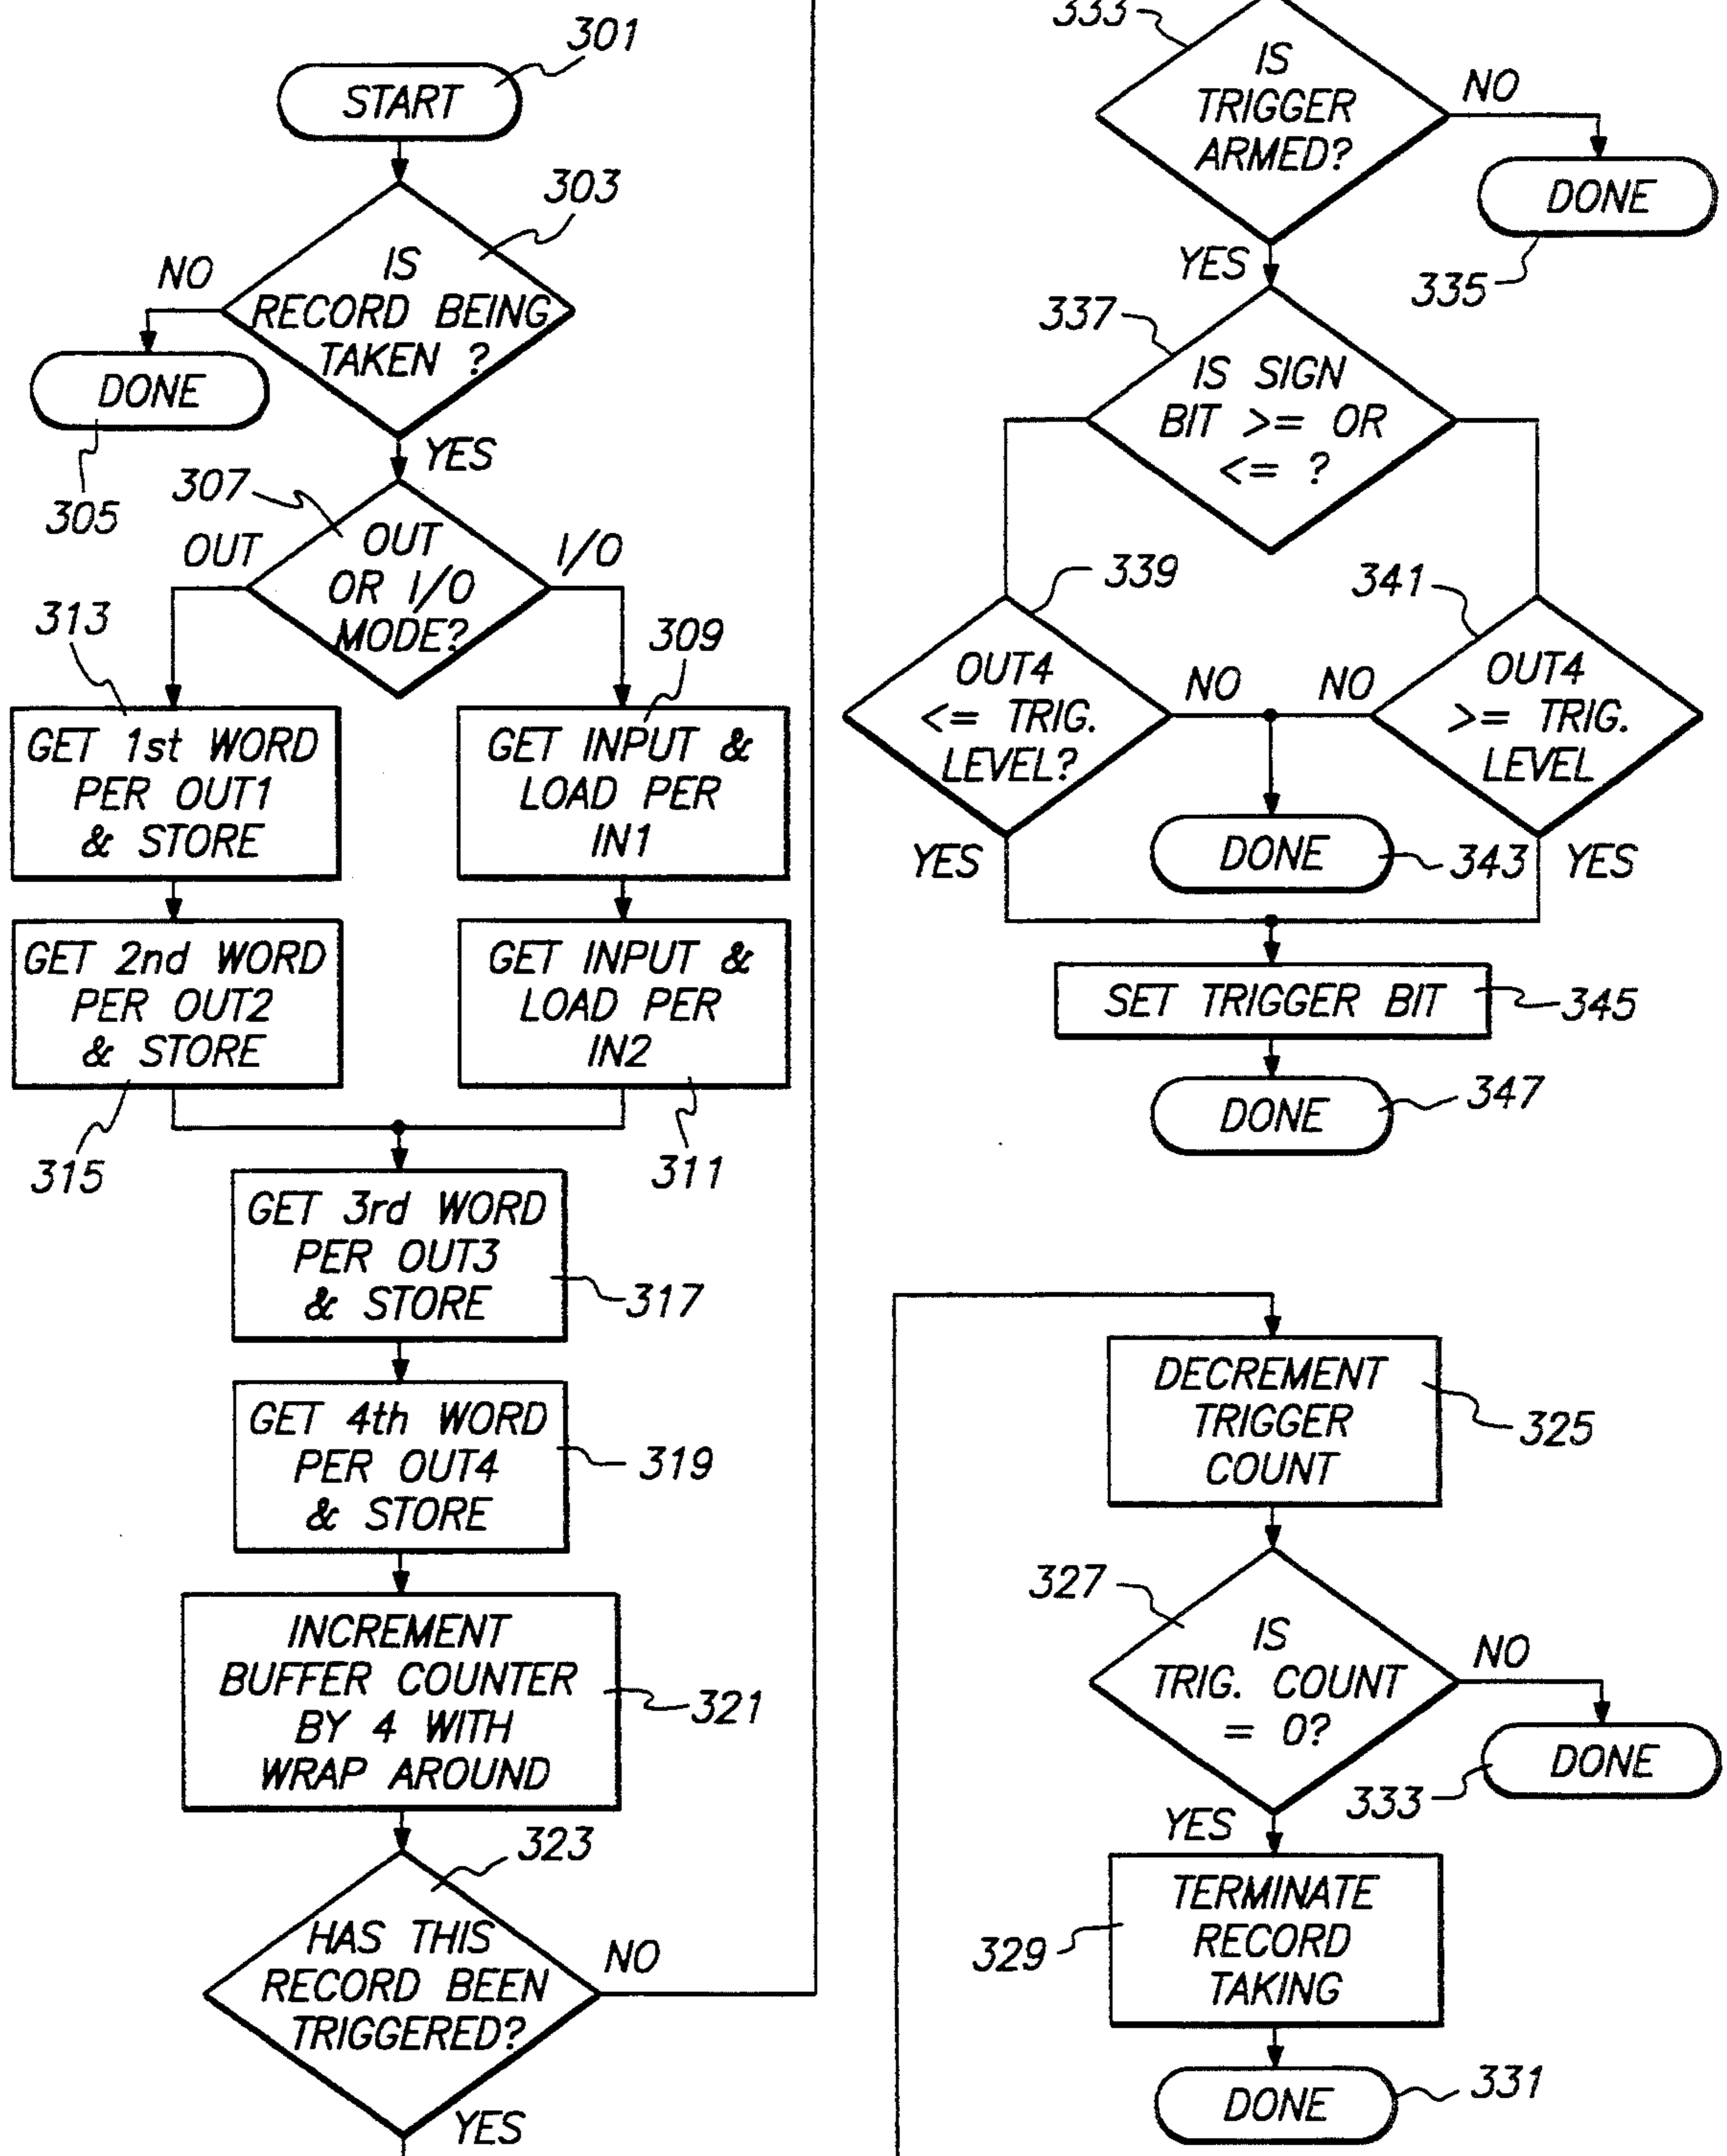 301
START
303
IS
RECORD BEING
TAKEN ?
NO
DONE
305
YES
307
OUT
OUT
OR I/O
MODE?
I/O
313
309
GET 1st WORD
PER OUT1
& STORE
GET INPUT &
LOAD PER
IN1
GET 2nd WORD
PER OUT2
& STORE
GET INPUT &
LOAD PER
IN2
315
311
GET 3rd WORD
PER OUT3
& STORE
317
GET 4th WORD
PER OUT4
& STORE
319
INCREMENT
BUFFER COUNTER
BY 4 WITH
WRAP AROUND
321
323
HAS THIS
RECORD BEEN
TRIGGERED?
NO
YES
333
IS
TRIGGER
ARMED?
NO
DONE
335
YES
337
IS SIGN
BIT >= OR
<= ?
339
341
OUT4
<= TRIG.
LEVEL?
NO
NO
OUT4
>= TRIG.
LEVEL
YES
DONE
343
YES
SET TRIGGER BIT
345
DONE
347
DECREMENT
TRIGGER
COUNT
325
327
IS
TRIG. COUNT
= 0?
NO
DONE
333
YES
TERMINATE
RECORD
TAKING
329
DONE
331